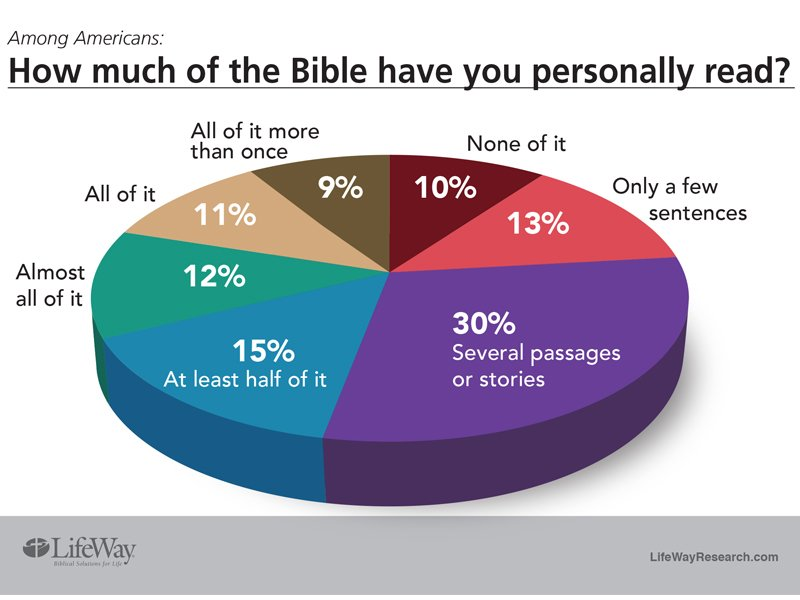 Among Americans:
How much of the Bible have you personally read?
All of it more
than once
None of it
9%
10%
All of it
11%
Only a few
sentences
13%
Almost
all of it
12%
30%
Several passages
or stories
15%
At least half of it
LifeWay
Biblical Solutions for Life
LifeWayResearch.com